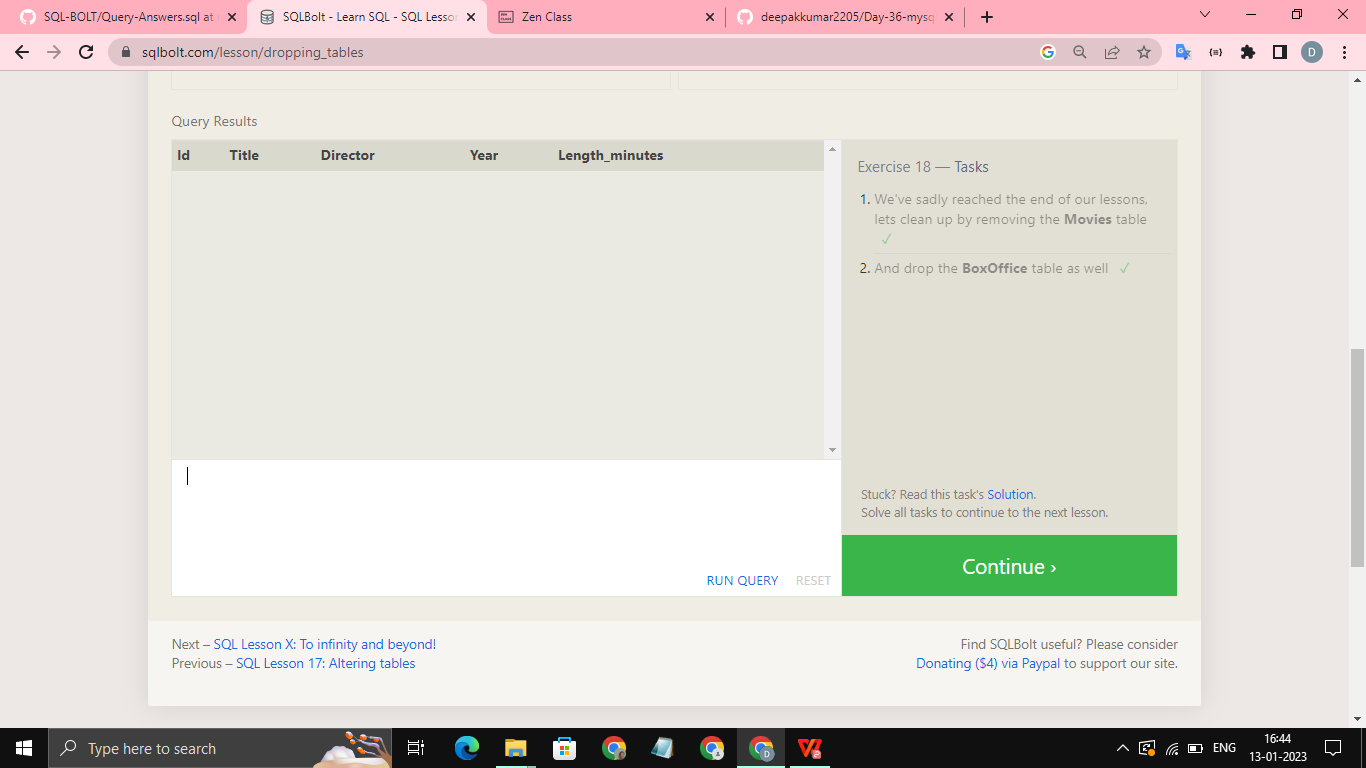 SQL-BOLT/Query-Answers.sql at
SQLBolt - Learn SQL - SQL Lesson
Zen Class
deepakkumar2205/Day-36-mysq
sqlbolt.com/lesson/dropping_tables
D
Query Results
Id Title Director Year Length_minutes
Exercise 18 — Tasks
1. We've sadly reached the end of our lessons,
lets clean up by removing the Movies table
✓
2. And drop the BoxOffice table as well ✓
Stuck? Read this task's Solution.
Solve all tasks to continue to the next lesson.
RUN QUERY RESET
Continue ›
Next – SQL Lesson X: To infinity and beyond!
Previous – SQL Lesson 17: Altering tables
Find SQLBolt useful? Please consider
Donating ($4) via Paypal to support our site.
Type here to search
ENG
16:44
13-01-2023